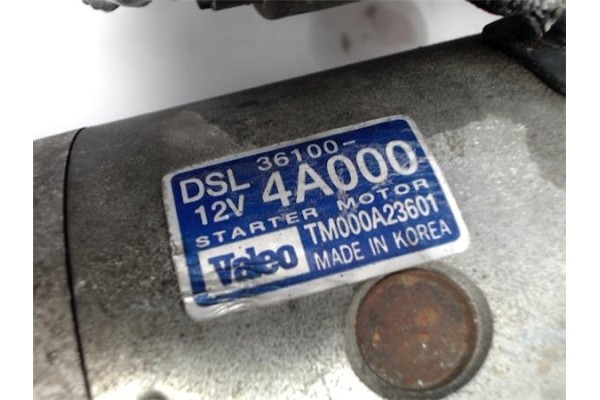 DSL 36100-
12V 4A000
STARTER MOTOR
Valeo TM000A23601
MADE IN KOREA